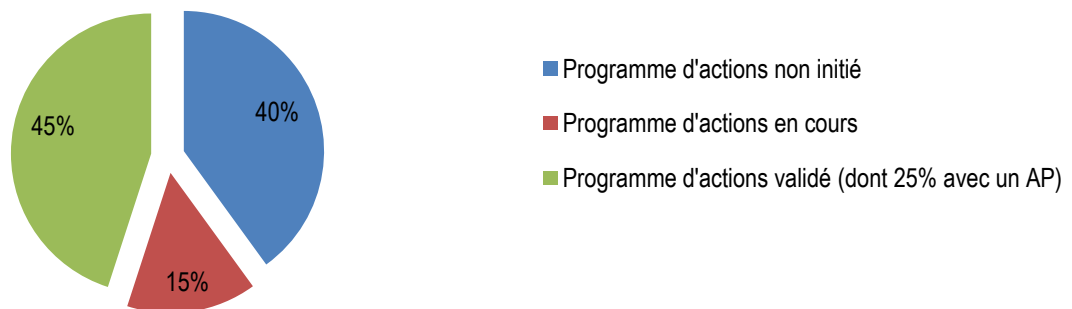 40%
45%
15%
Programme d'actions non initié
Programme d'actions en cours
Programme d'actions validé (dont 25% avec un AP)